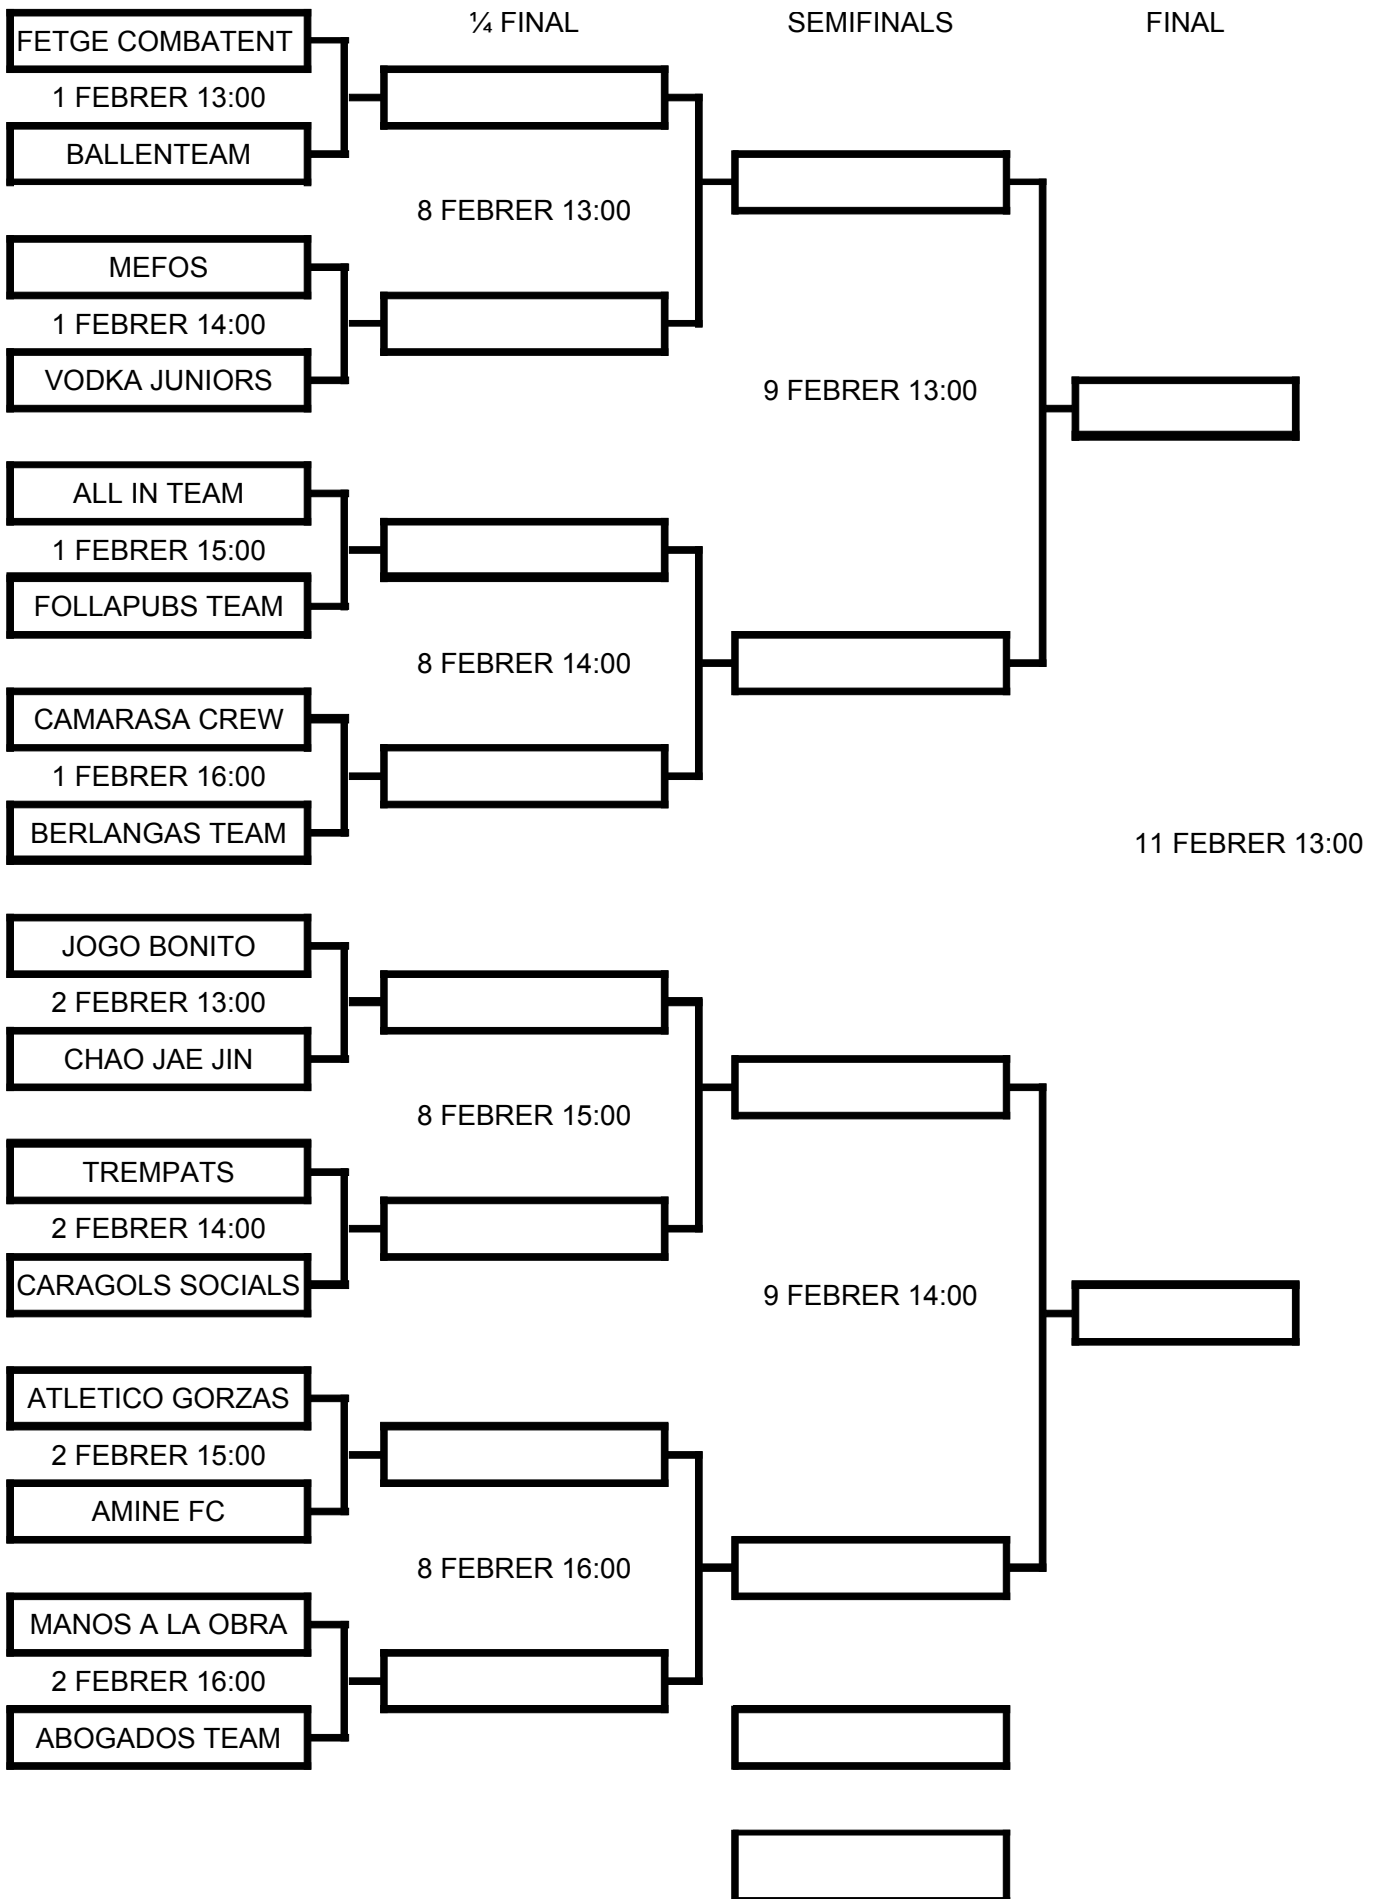 ¼ FINAL
SEMIFINALS
FINAL
FETGE COMBATENT
1 FEBRER 13:00
BALLENTEAM
8 FEBRER 13:00
MEFOS
1 FEBRER 14:00
VODKA JUNIORS
9 FEBRER 13:00
ALL IN TEAM
1 FEBRER 15:00
FOLLAPUBS TEAM
8 FEBRER 14:00
CAMARASA CREW
1 FEBRER 16:00
BERLANGAS TEAM
11 FEBRER 13:00
JOGO BONITO
2 FEBRER 13:00
CHAO JAE JIN
8 FEBRER 15:00
TREMPATS
2 FEBRER 14:00
CARAGOLS SOCIALS
9 FEBRER 14:00
ATLETICO GORZAS
2 FEBRER 15:00
AMINE FC
8 FEBRER 16:00
MANOS A LA OBRA
2 FEBRER 16:00
ABOGADOS TEAM